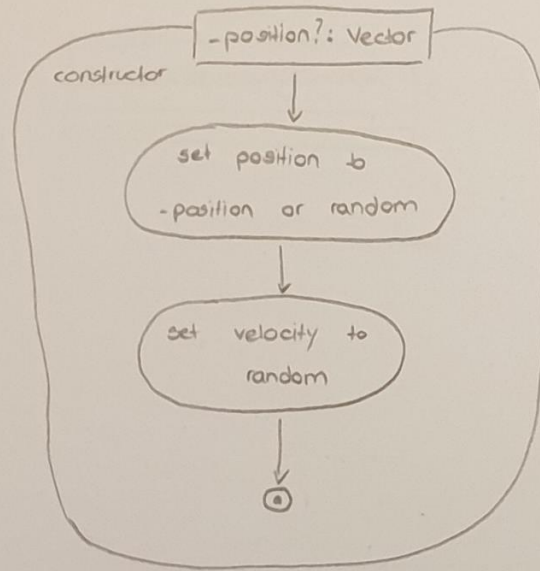 -position?: Vector
constructor
set position to
-position or random
set velocity to
random